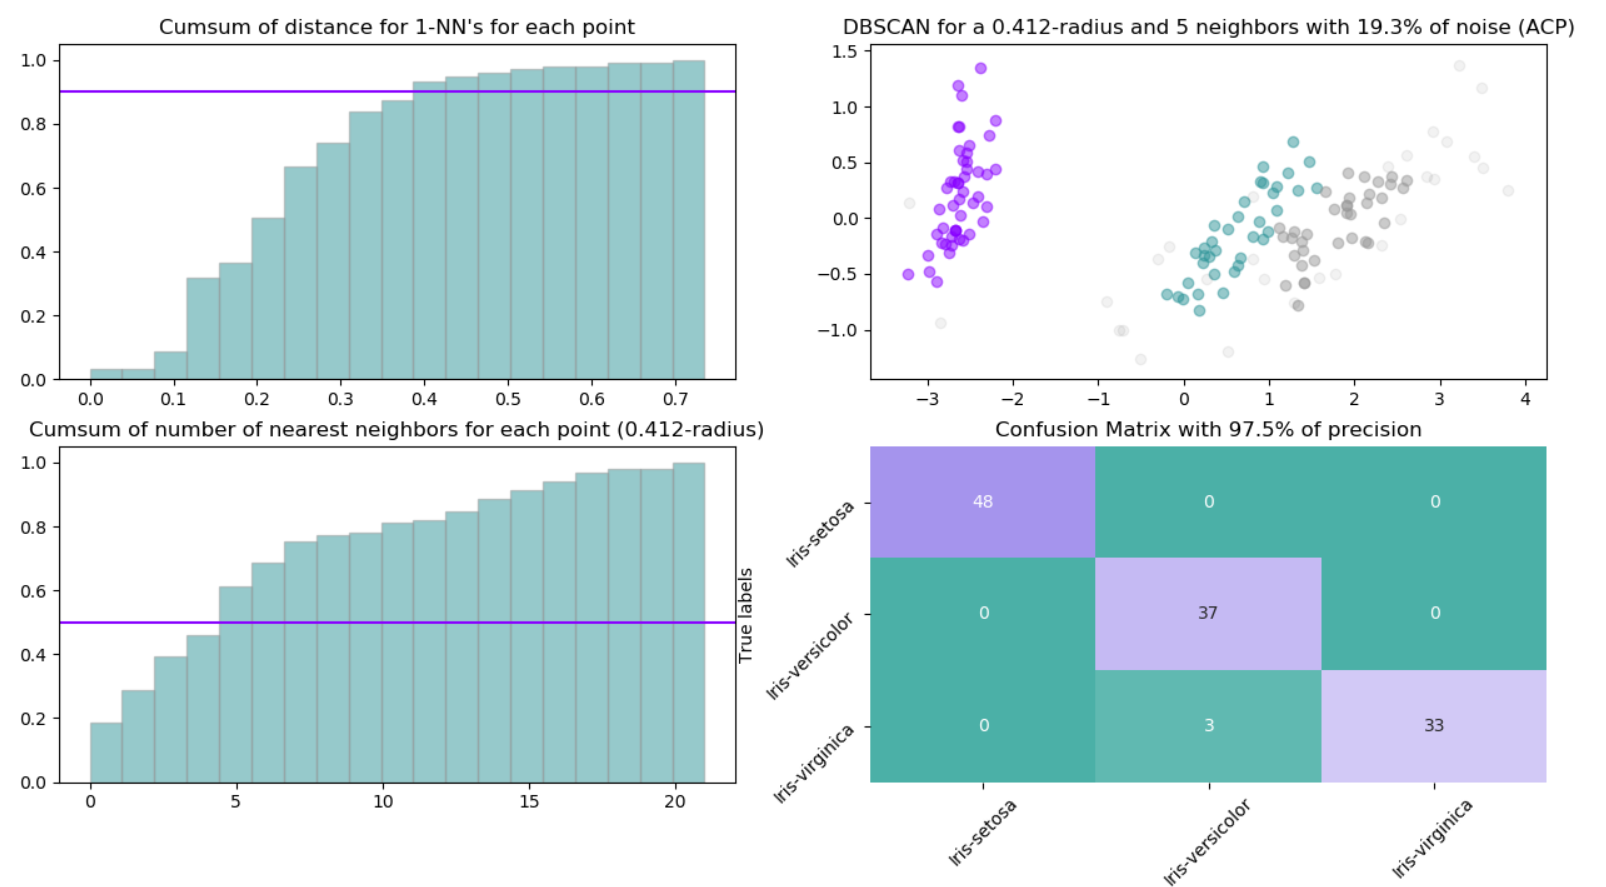 Cumsum of distance for 1-NN's for each point
1.0
0.8
0.6
0.4
0.2
0.0
0.0 0.1 0.2 0.3 0.4 0.5 0.6 0.7
DBSCAN for a 0.412-radius and 5 neighbors with 19.3% of noise (ACP)
1.5
1.0
0.5
0.0
−0.5
−1.0
−3 −2 −1 0 1 2 3 4
Cumsum of number of nearest neighbors for each point (0.412-radius)
1.0
0.8
0.6
0.4
0.2
0.0
0 5 10 15 20
Confusion Matrix with 97.5% of precision
True labels
Iris-setosa
48 0 0
Iris-versicolor
0 37 0
Iris-virginica
0 3 33
Iris-setosa
Iris-versicolor
Iris-virginica